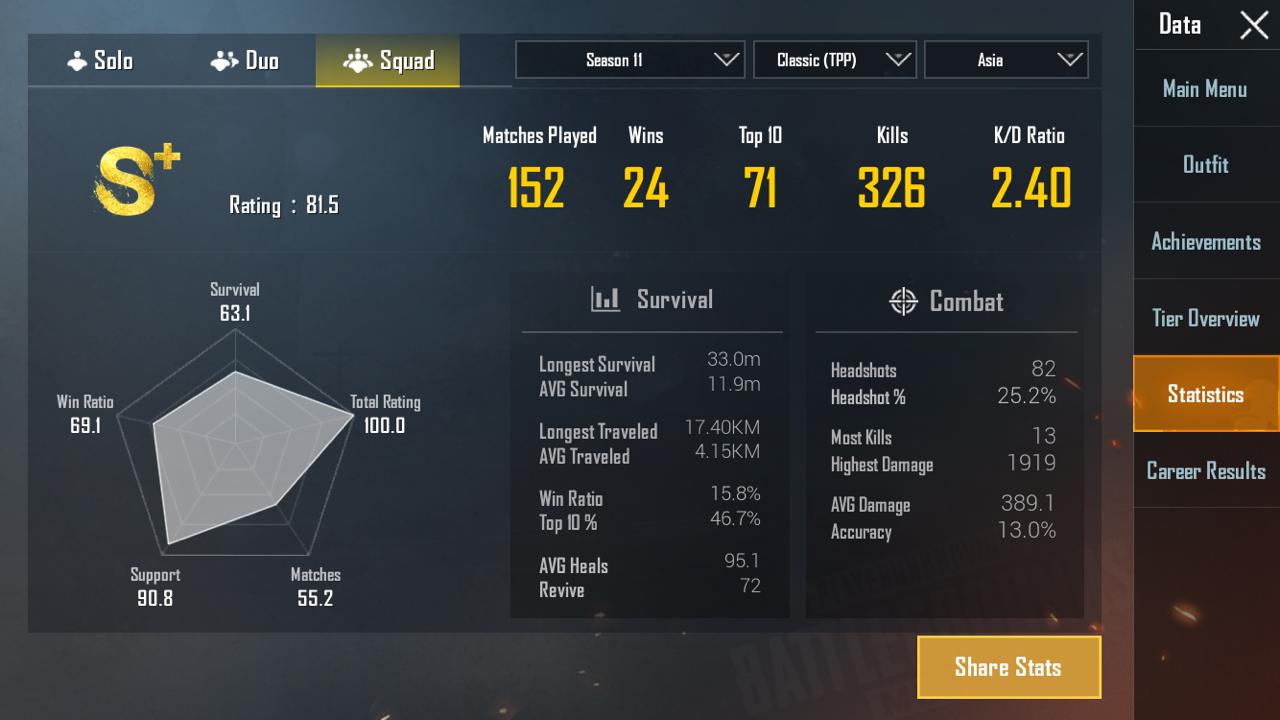 Solo
Duo
Squad
Season 11
Classic (TPP)
Asia
Data
Main Menu
Outfit
Achievements
Tier Overview
Statistics
Career Results
S+
Rating : 81.5
Matches Played
Wins
Top 10
Kills
K/D Ratio
152
24
71
326
2.40
Survival
63.1
Win Ratio
69.1
Total Rating
100.0
Support
90.8
Matches
55.2
Survival
Longest Survival 33.0m
AVG Survival 11.9m
Longest Traveled 17.40KM
AVG Traveled 4.15KM
Win Ratio 15.8%
Top 10 % 46.7%
AVG Heals 95.1
Revive 72
Combat
Headshots 82
Headshot % 25.2%
Most Kills 13
Highest Damage 1919
AVG Damage 389.1
Accuracy 13.0%
Share Stats